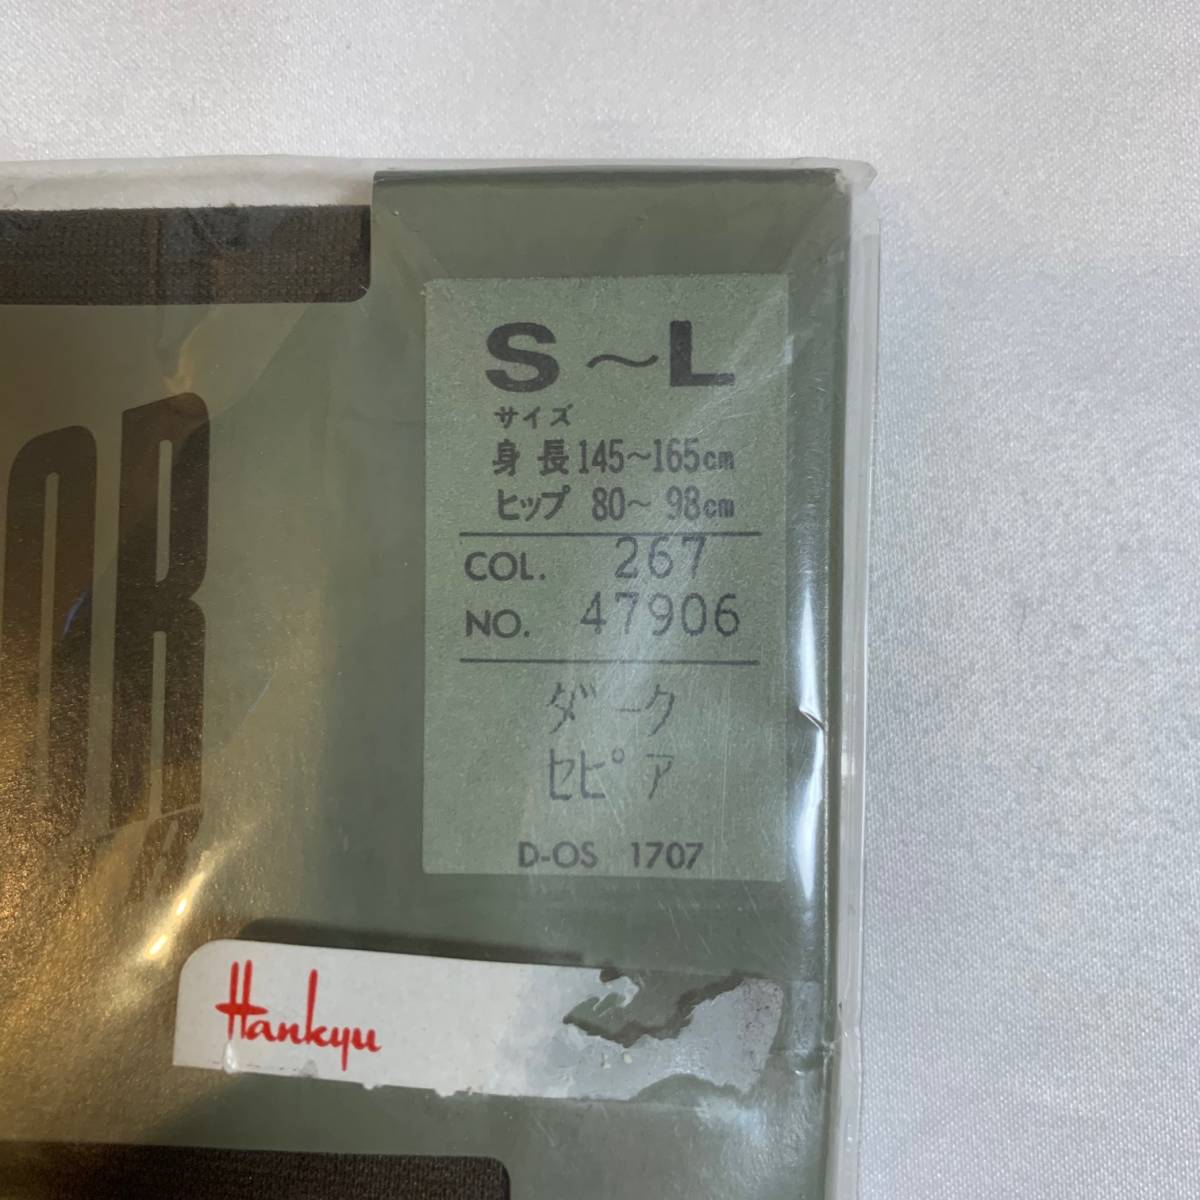 S～L
サイズ
身長145～165cm
ヒップ 80～98cm
COL. 267
NO. 47906
ダーク
セピア
D-OS 1707
OR
Hankyu